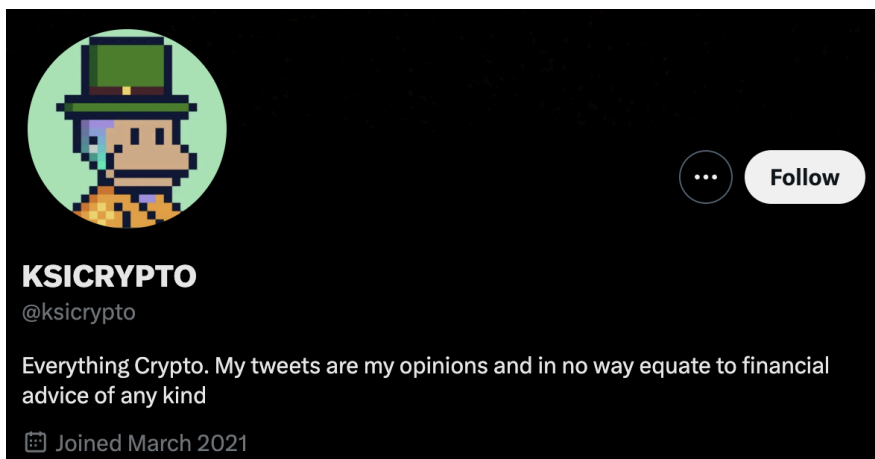 Follow
KSICRYPTO
@ksicrypto
Everything Crypto. My tweets are my opinions and in no way equate to financial
advice of any kind
Joined March 2021